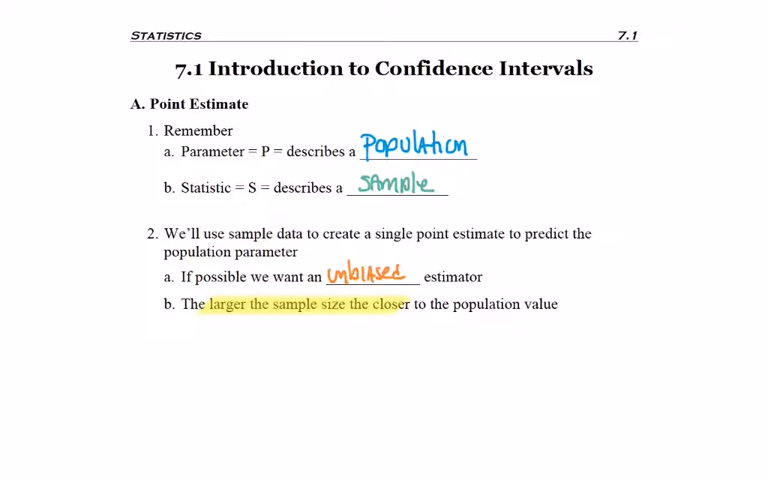 STATISTICS 7.1
7.1 Introduction to Confidence Intervals
A. Point Estimate
1. Remember
a. Parameter = P = describes a Population
b. Statistic = S = describes a SAMPle
2. We'll use sample data to create a single point estimate to predict the
population parameter
a. If possible we want an unbiased estimator
b. The larger the sample size the closer to the population value